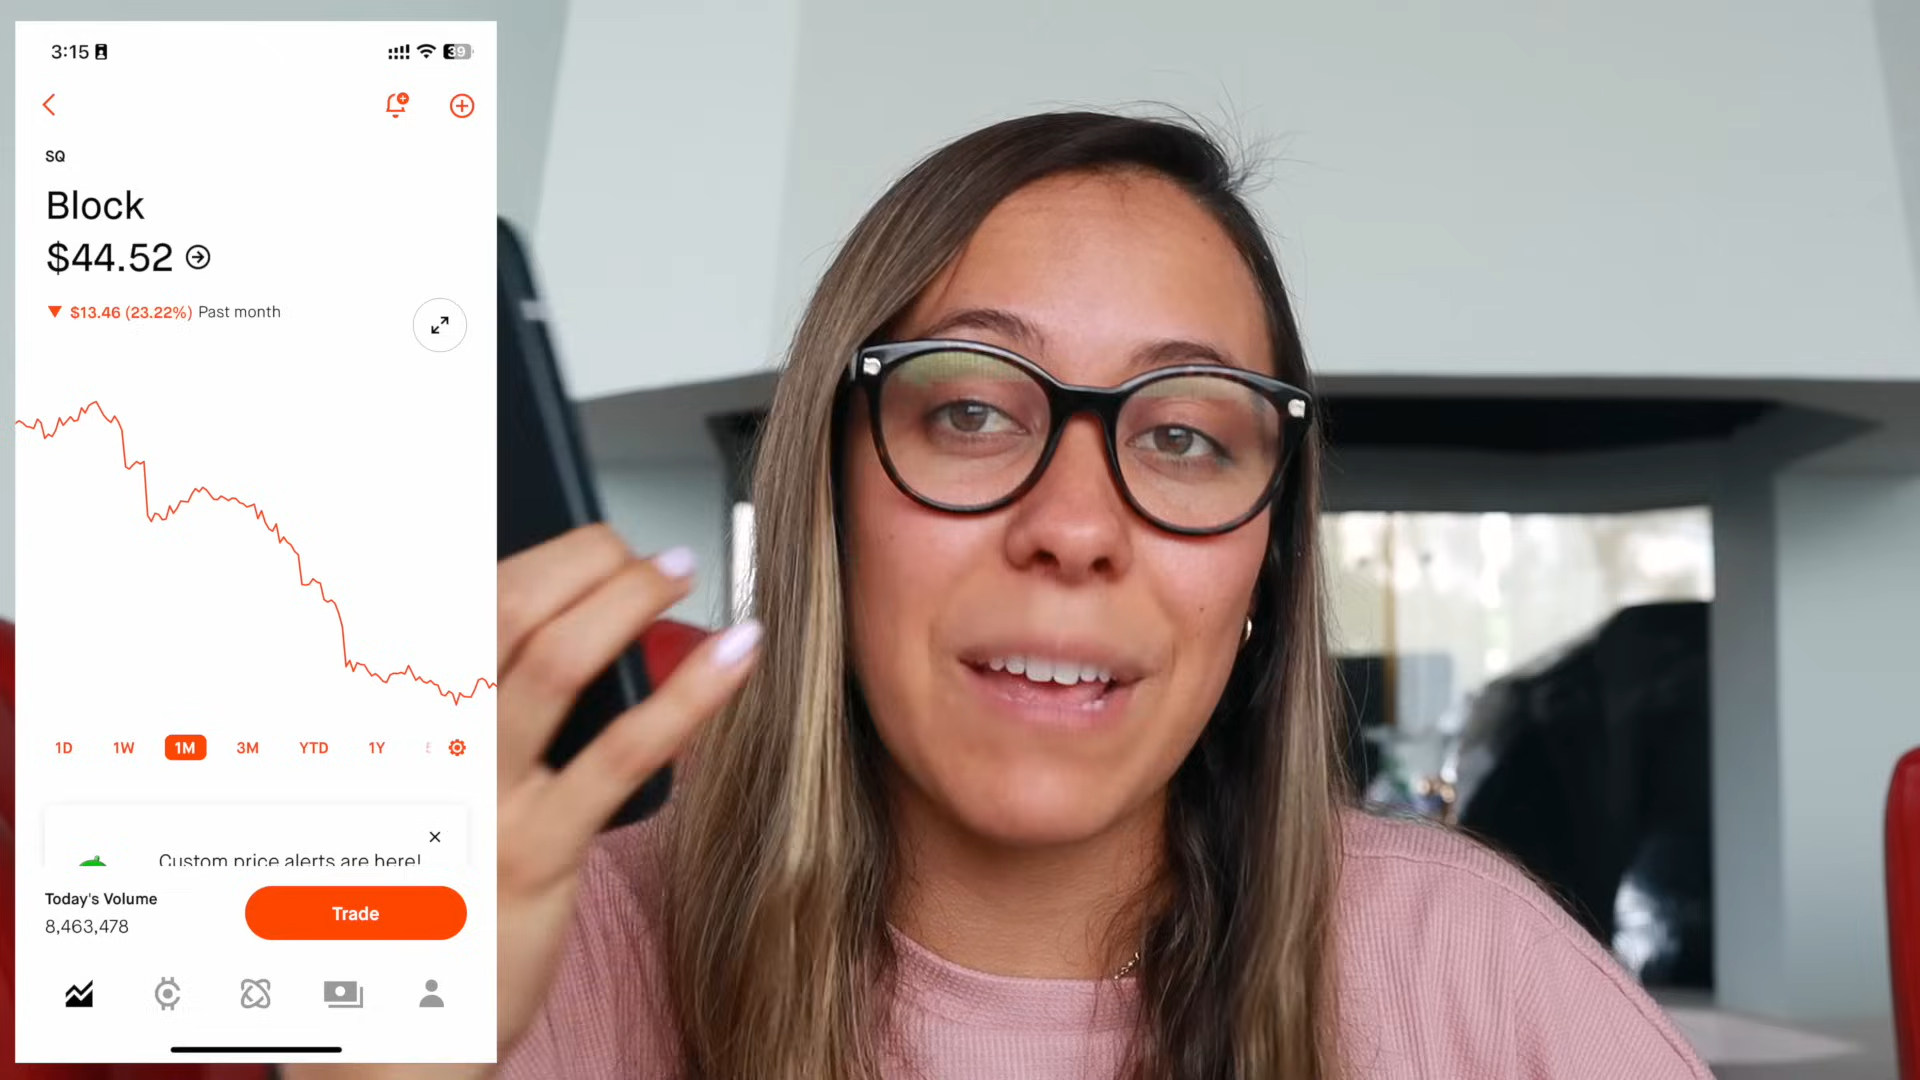 3:15
39
SQ
Block
$44.52
$13.46 (23.22%) Past month
1D 1W 1M 3M YTD 1Y
Custom price alerts are here!
Today's Volume
8,463,478
Trade